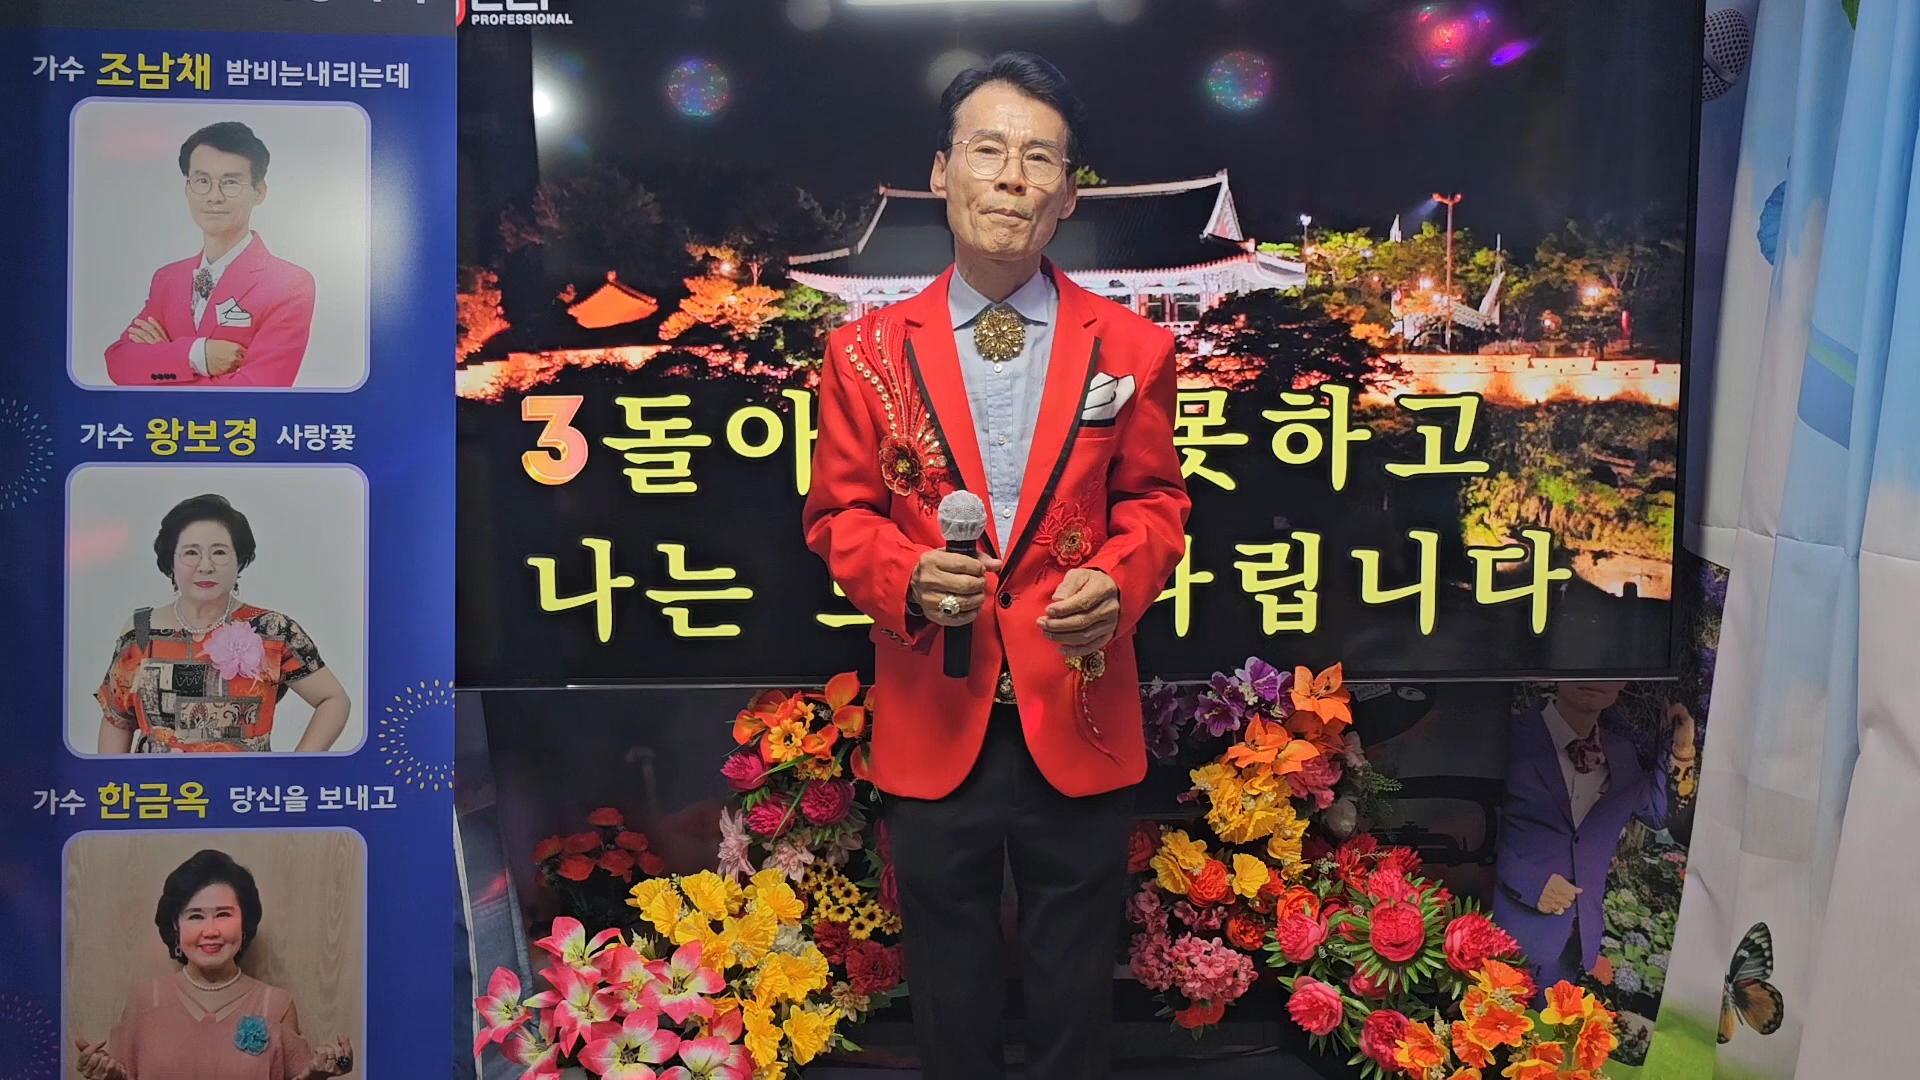 PROFESSIONAL
가수 조남채 밤비는내리는데
가수 왕보경 사랑꽃
가수 한금옥 당신을 보내고
3돌아 못하고
나는 립니다